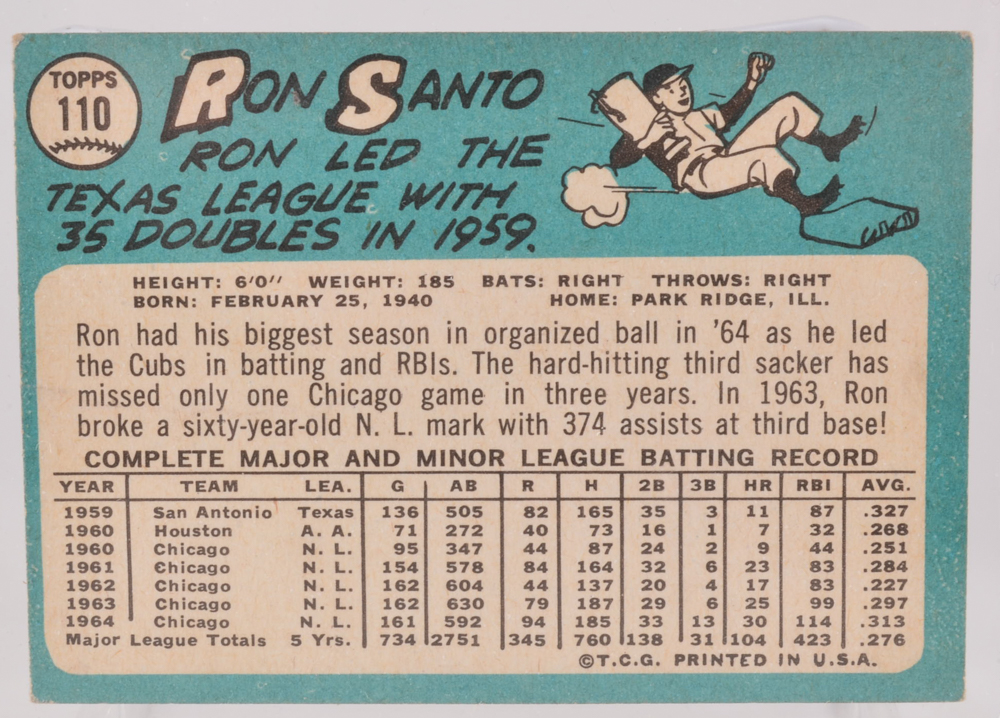 TOPPS
110
RON SANTO
RON LED THE
TEXAS LEAGUE WITH
35 DOUBLES IN 1959.
HEIGHT: 6'0" WEIGHT: 185 BATS: RIGHT THROWS: RIGHT
BORN: FEBRUARY 25, 1940 HOME: PARK RIDGE, ILL.
Ron had his biggest season in organized ball in '64 as he led
the Cubs in batting and RBIs. The hard-hitting third sacker has
missed only one Chicago game in three years. In 1963, Ron
broke a sixty-year-old N. L. mark with 374 assists at third base!
COMPLETE MAJOR AND MINOR LEAGUE BATTING RECORD
YEAR TEAM LEA. G AB R H 2B 3B HR RBI AVG.
1959 San Antonio Texas 136 505 82 165 35 3 11 87 .327
1960 Houston A. A. 71 272 40 73 16 1 7 32 .268
1960 Chicago N. L. 95 347 44 87 24 2 9 44 .251
1961 Chicago N. L. 154 578 84 164 32 6 23 83 .284
1962 Chicago N. L. 162 604 44 137 20 4 17 83 .227
1963 Chicago N. L. 162 630 79 187 29 6 25 99 .297
1964 Chicago N. L. 161 592 94 185 33 13 30 114 .313
Major League Totals 5 Yrs. 734 2751 345 760 138 31 104 423 .276
©T.C.G. PRINTED IN U.S.A.